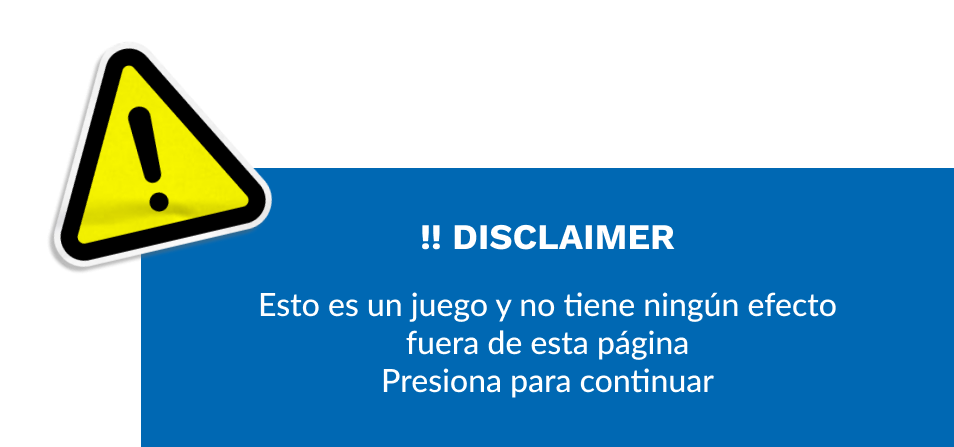 !! DISCLAIMER
Esto es un juego y no tiene ningún efecto
fuera de esta página
Presiona para continuar